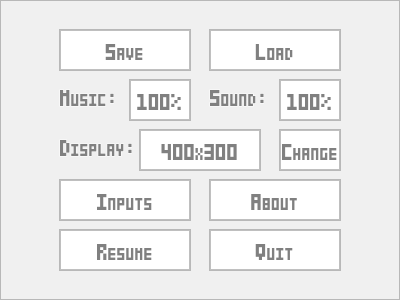 Save Load
Music: 100% Sound: 100%
Display: 400x300 Change
Inputs About
Resume Quit